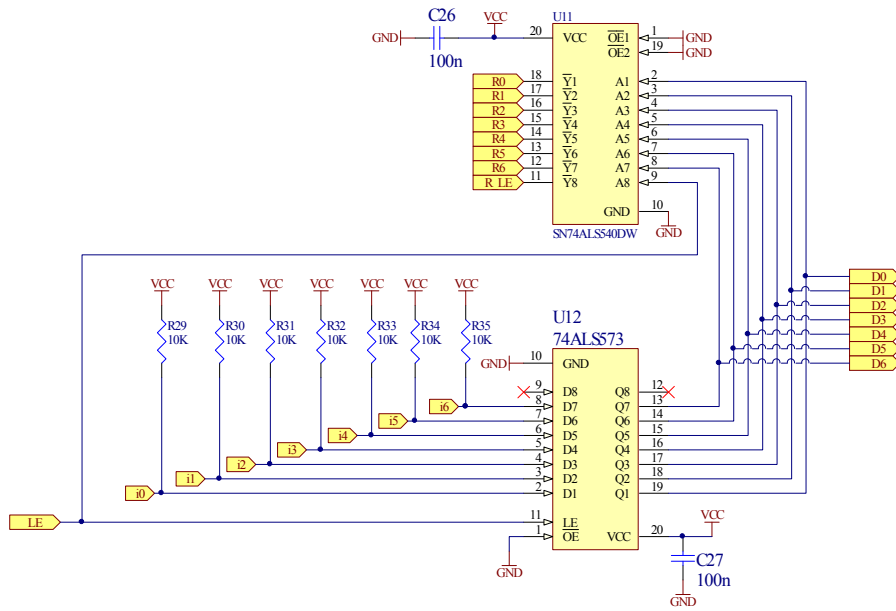 C26
VCC
U11
GND
100n
20
VCC
OE1
1
GND
OE2
19
GND
R0
18
Y1
A1
2
R1
17
Y2
A2
3
R2
16
Y3
A3
4
R3
15
Y4
A4
5
R4
14
Y5
A5
6
R5
13
Y6
A6
7
R6
12
Y7
A7
8
R_LE
11
Y8
A8
9
GND
10
GND
SN74ALS540DW
D0
D1
D2
D3
D4
D5
D6
VCC
VCC
VCC
VCC
VCC
VCC
VCC
R29
10K
R30
10K
R31
10K
R32
10K
R33
10K
R34
10K
R35
10K
U12
74ALS573
GND
10
GND
9
D8
Q8
12
i6
8
D7
Q7
13
i5
7
D6
Q6
14
i4
6
D5
Q5
15
i3
5
D4
Q4
16
i2
4
D3
Q3
17
i1
3
D2
Q2
18
i0
2
D1
Q1
19
LE
11
LE
1
OE
VCC
20
VCC
GND
C27
100n
GND